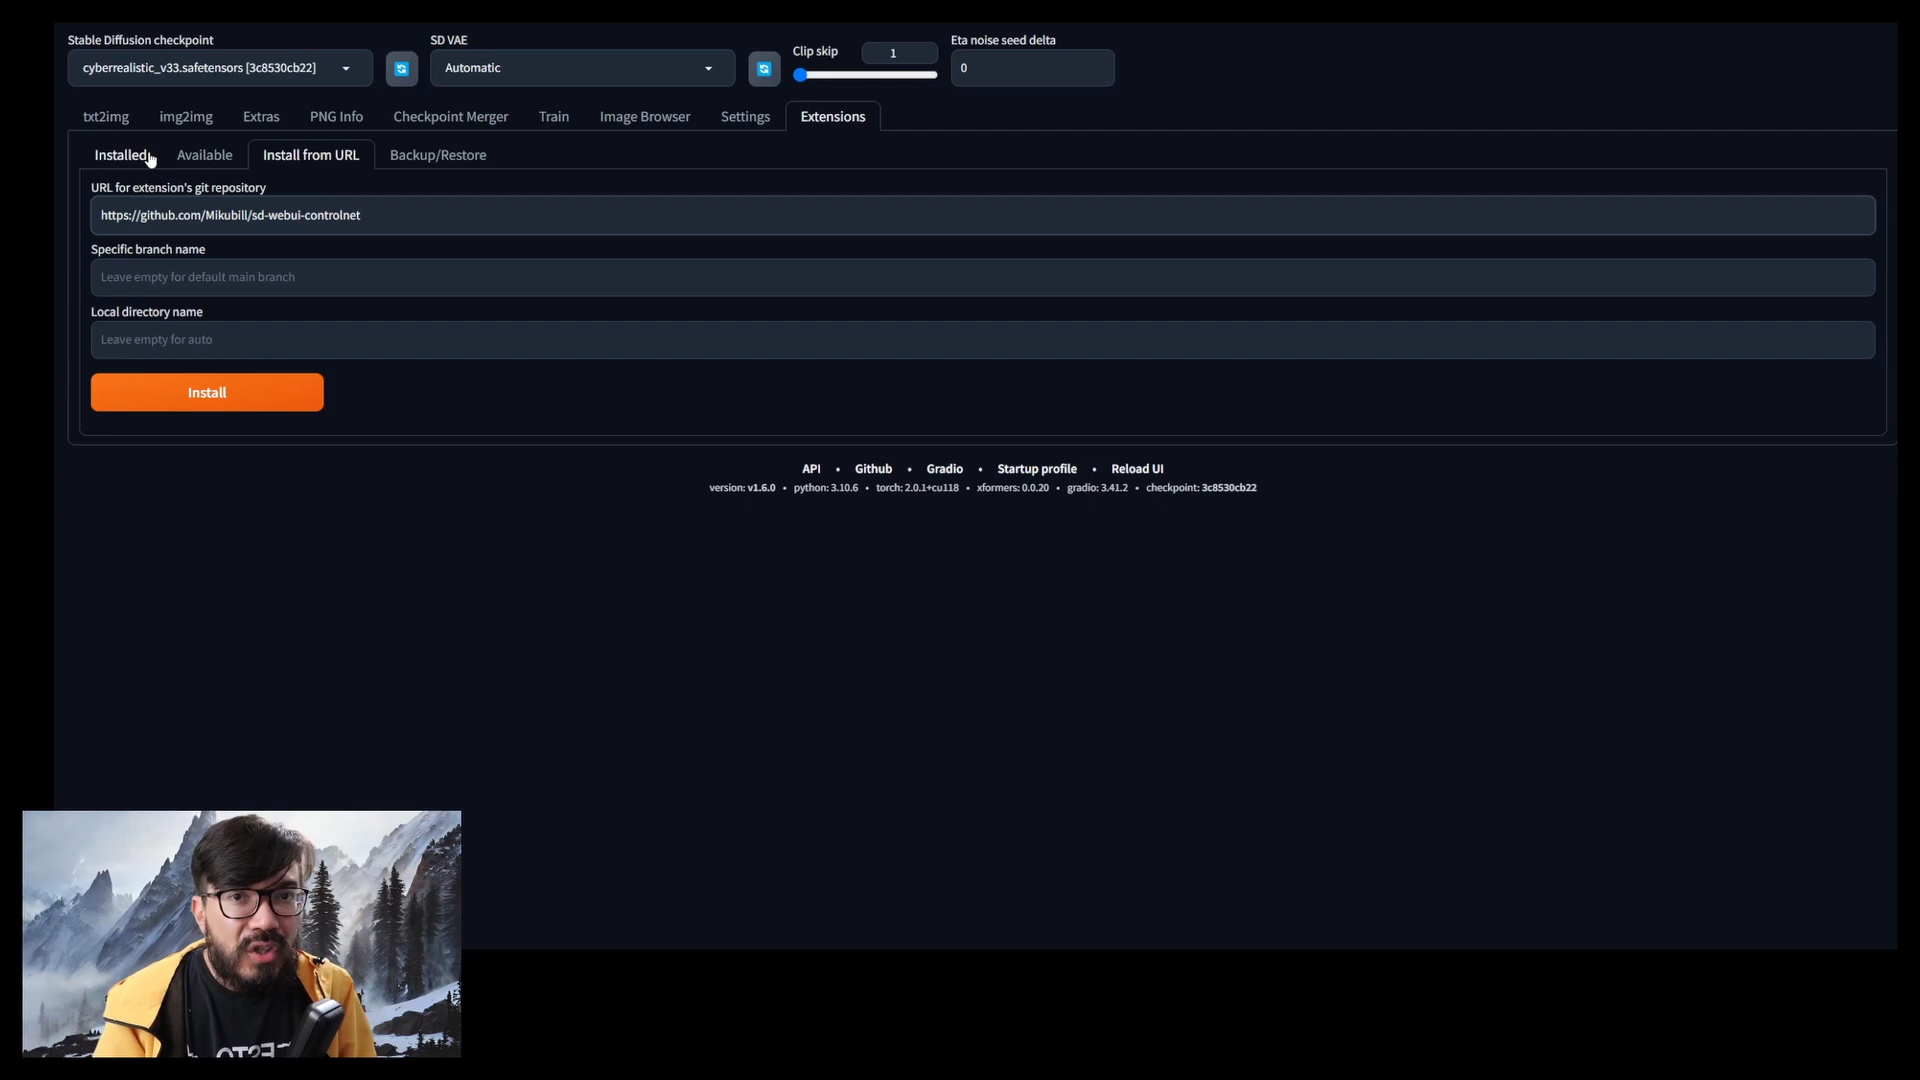 Stable Diffusion checkpoint
cyberrealistic_v33.safetensors [3c8530cb22]
SD VAE
Automatic
Clip skip
1
Eta noise seed delta
0
txt2img img2img Extras PNG Info Checkpoint Merger Train Image Browser Settings Extensions
Installed Available Install from URL Backup/Restore
URL for extension's git repository
https://github.com/Mikubill/sd-webui-controlnet
Specific branch name
Leave empty for default main branch
Local directory name
Leave empty for auto
Install
API • Github • Gradio • Startup profile • Reload UI
version: v1.6.0 • python: 3.10.6 • torch: 2.0.1+cu118 • xformers: 0.0.20 • gradio: 3.41.2 • checkpoint: 3c8530cb22